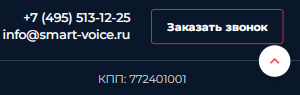 +7 (495) 513-12-25
info@smart-voice.ru
Заказать звонок
КПП: 772401001